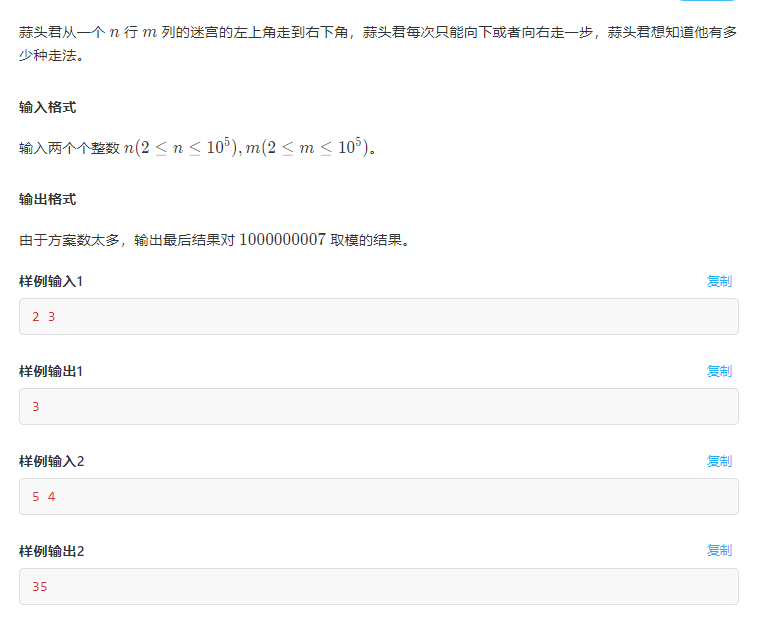 蒜头君从一个 n 行 m 列的迷宫的左上角走到右下角，蒜头君每次只能向下或者向右走一步，蒜头君想知道他有多
少种走法。
输入格式
输入两个个整数 n(2 ≤ n ≤ 10^5), m(2 ≤ m ≤ 10^5)。
输出格式
由于方案数太多，输出最后结果对 1000000007 取模的结果。
样例输入1 复制
2 3
样例输出1 复制
3
样例输入2 复制
5 4
样例输出2 复制
35